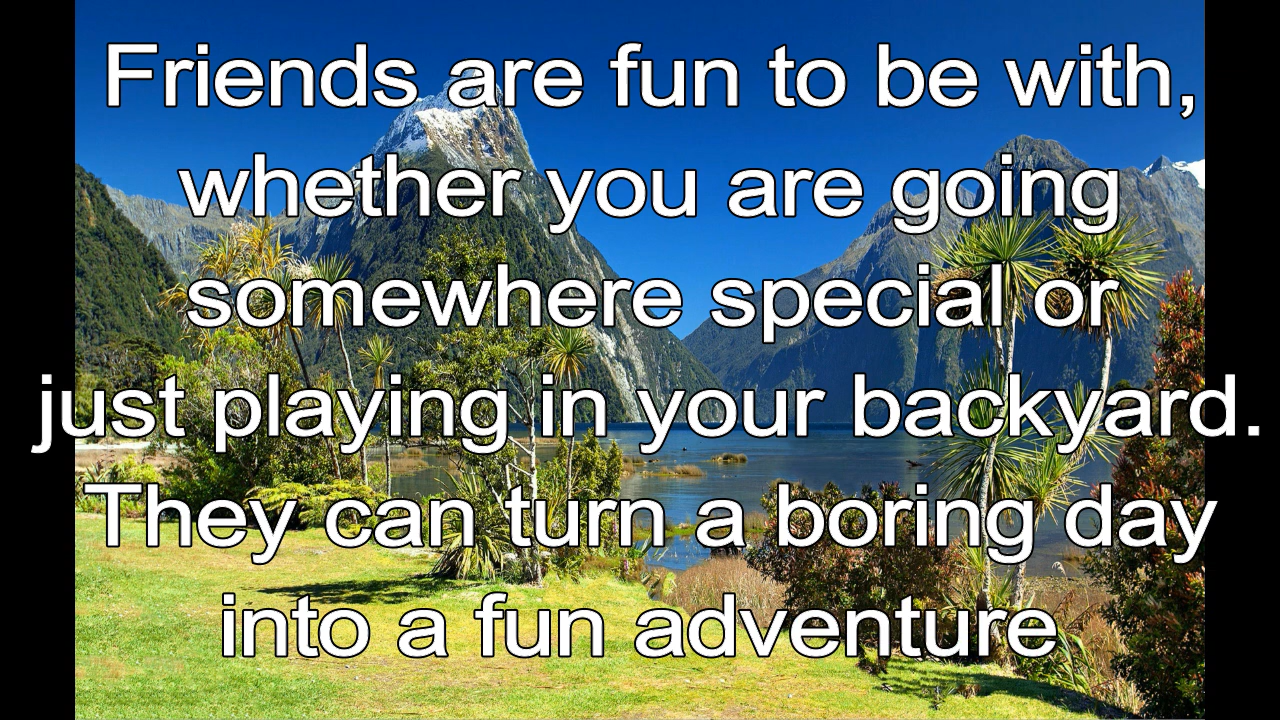 Friends are fun to be with,
whether you are going
somewhere special or
just playing in your backyard.
They can turn a boring day
into a fun adventure